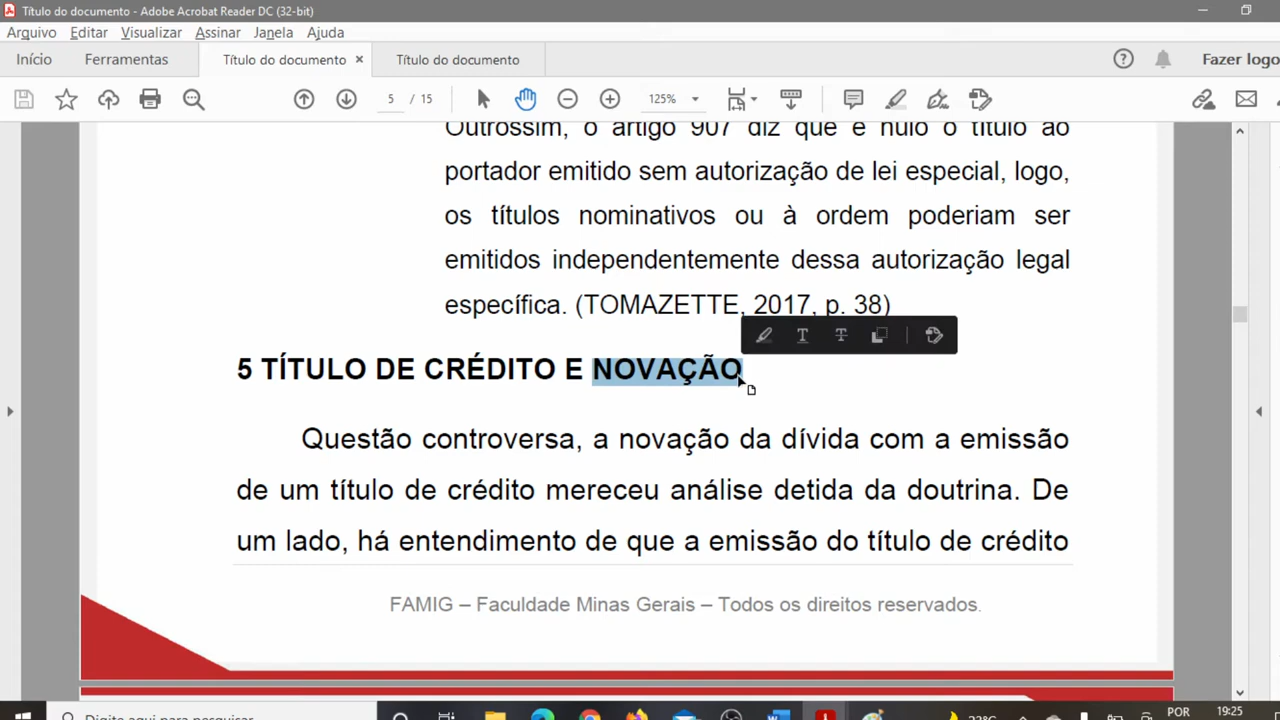 Título do documento - Adobe Acrobat Reader DC (32-bit)
Arquivo Editar Visualizar Assinar Janela Ajuda
Início Ferramentas Título do documento × Título do documento Fazer logo
5 / 15 125%
Outrossim, o artigo 907 diz que é nulo o título ao
portador emitido sem autorização de lei especial, logo,
os títulos nominativos ou à ordem poderiam ser
emitidos independentemente dessa autorização legal
específica. (TOMAZETTE, 2017, p. 38)
5 TÍTULO DE CRÉDITO E NOVAÇÃO
Questão controversa, a novação da dívida com a emissão
de um título de crédito mereceu análise detida da doutrina. De
um lado, há entendimento de que a emissão do título de crédito
FAMIG – Faculdade Minas Gerais – Todos os direitos reservados.
Digite aqui para pesquisar 22°C POR 19:25